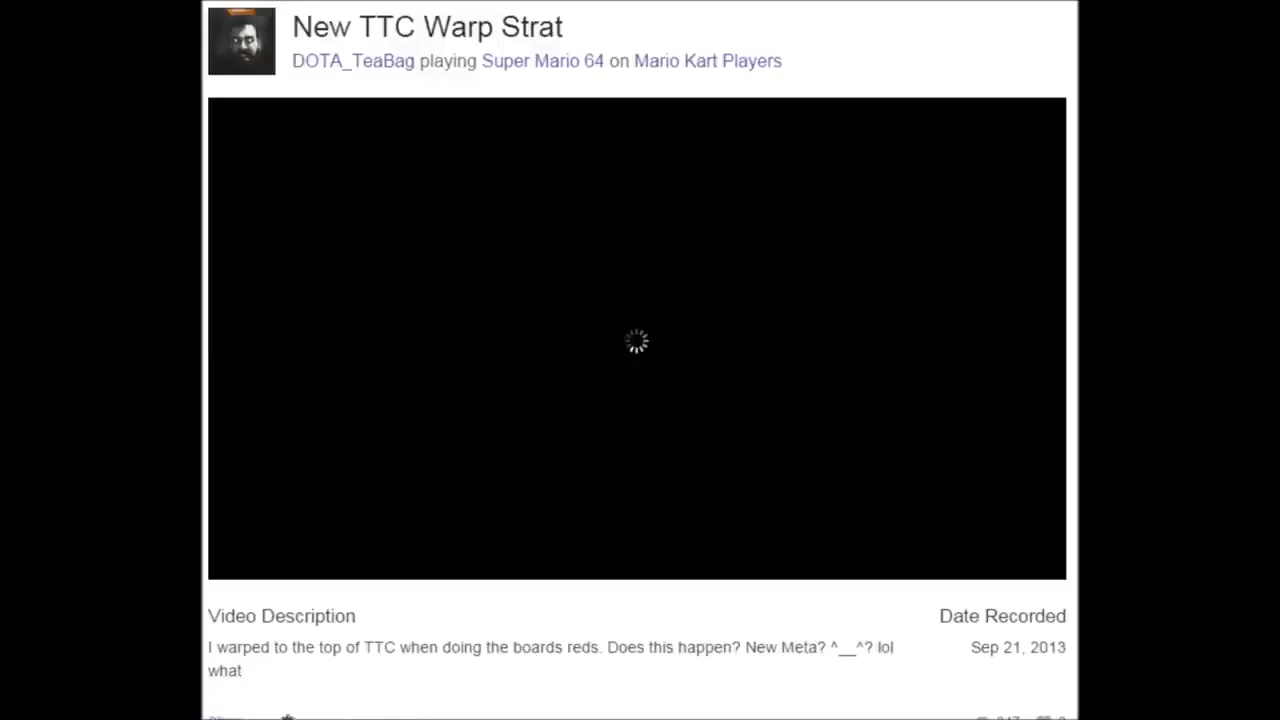 New TTC Warp Strat
DOTA_TeaBag playing Super Mario 64 on Mario Kart Players
Video Description
Date Recorded
I warped to the top of TTC when doing the boards reds. Does this happen? New Meta? ^__^? lol
Sep 21, 2013
what